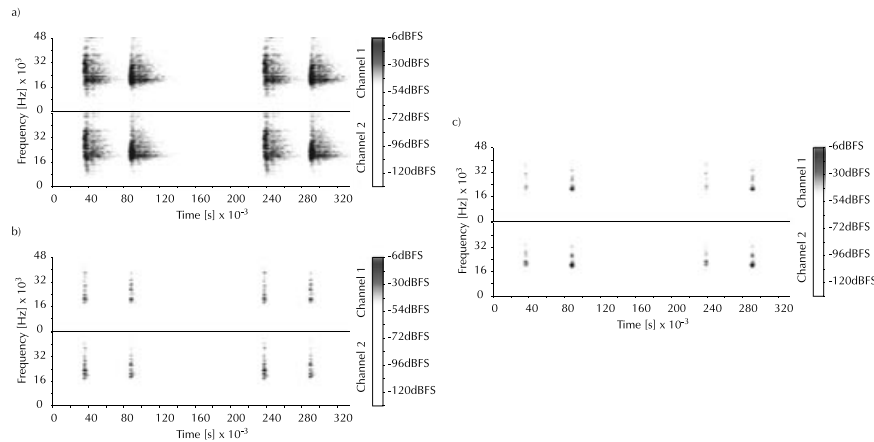 a)
48
32
16
0
32
16
0
Frequency [Hz] x 10³
0 40 80 120 160 200 240 280 320
Time [s] x 10⁻³
Channel 1
Channel 2
-6dBFS
-30dBFS
-54dBFS
-72dBFS
-96dBFS
-120dBFS
b)
48
32
16
0
32
16
0
Frequency [Hz] x 10³
0 40 80 120 160 200 240 280 320
Time [s] x 10⁻³
Channel 1
Channel 2
-6dBFS
-30dBFS
-54dBFS
-72dBFS
-96dBFS
-120dBFS
c)
48
32
16
0
32
16
0
Frequency [Hz] x 10³
0 40 80 120 160 200 240 280 320
Time [s] x 10⁻³
Channel 1
Channel 2
-6dBFS
-30dBFS
-54dBFS
-72dBFS
-96dBFS
-120dBFS